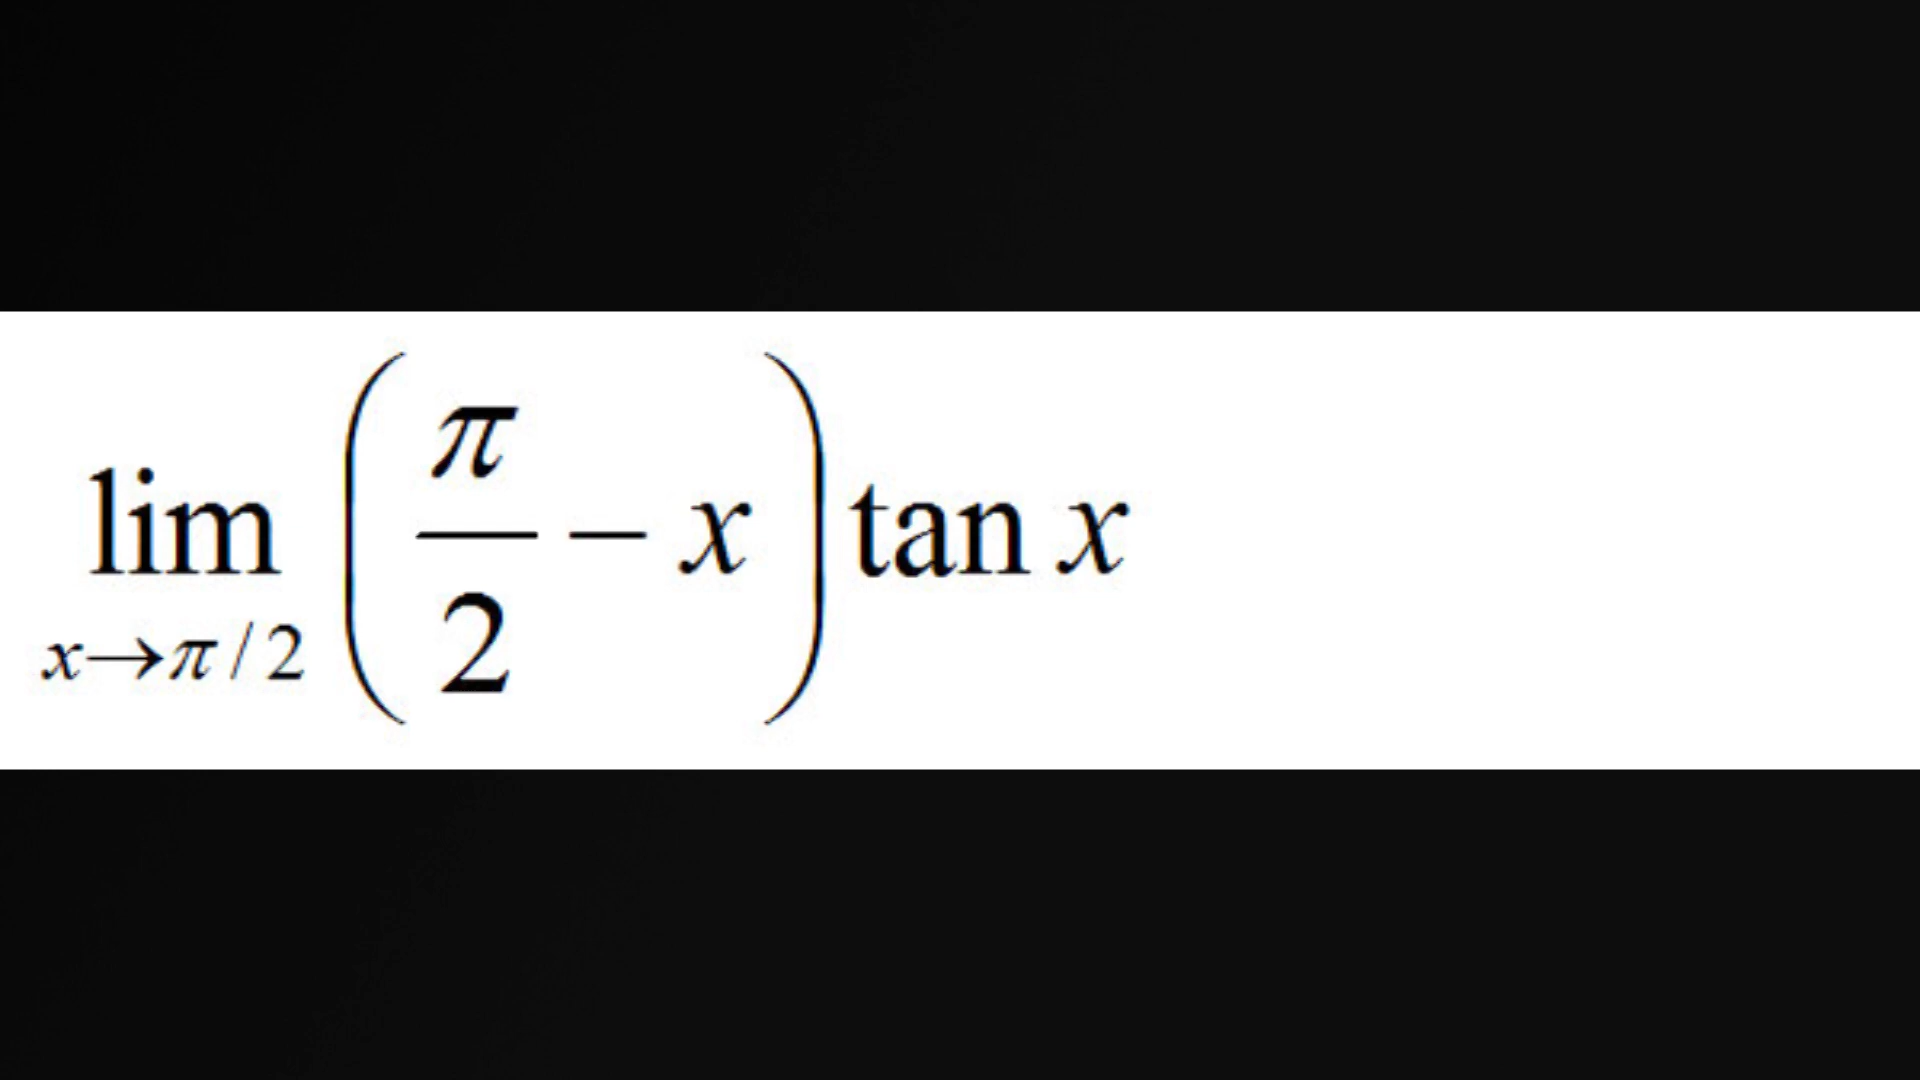 lim x→π/2 (π/2 − x) tan x